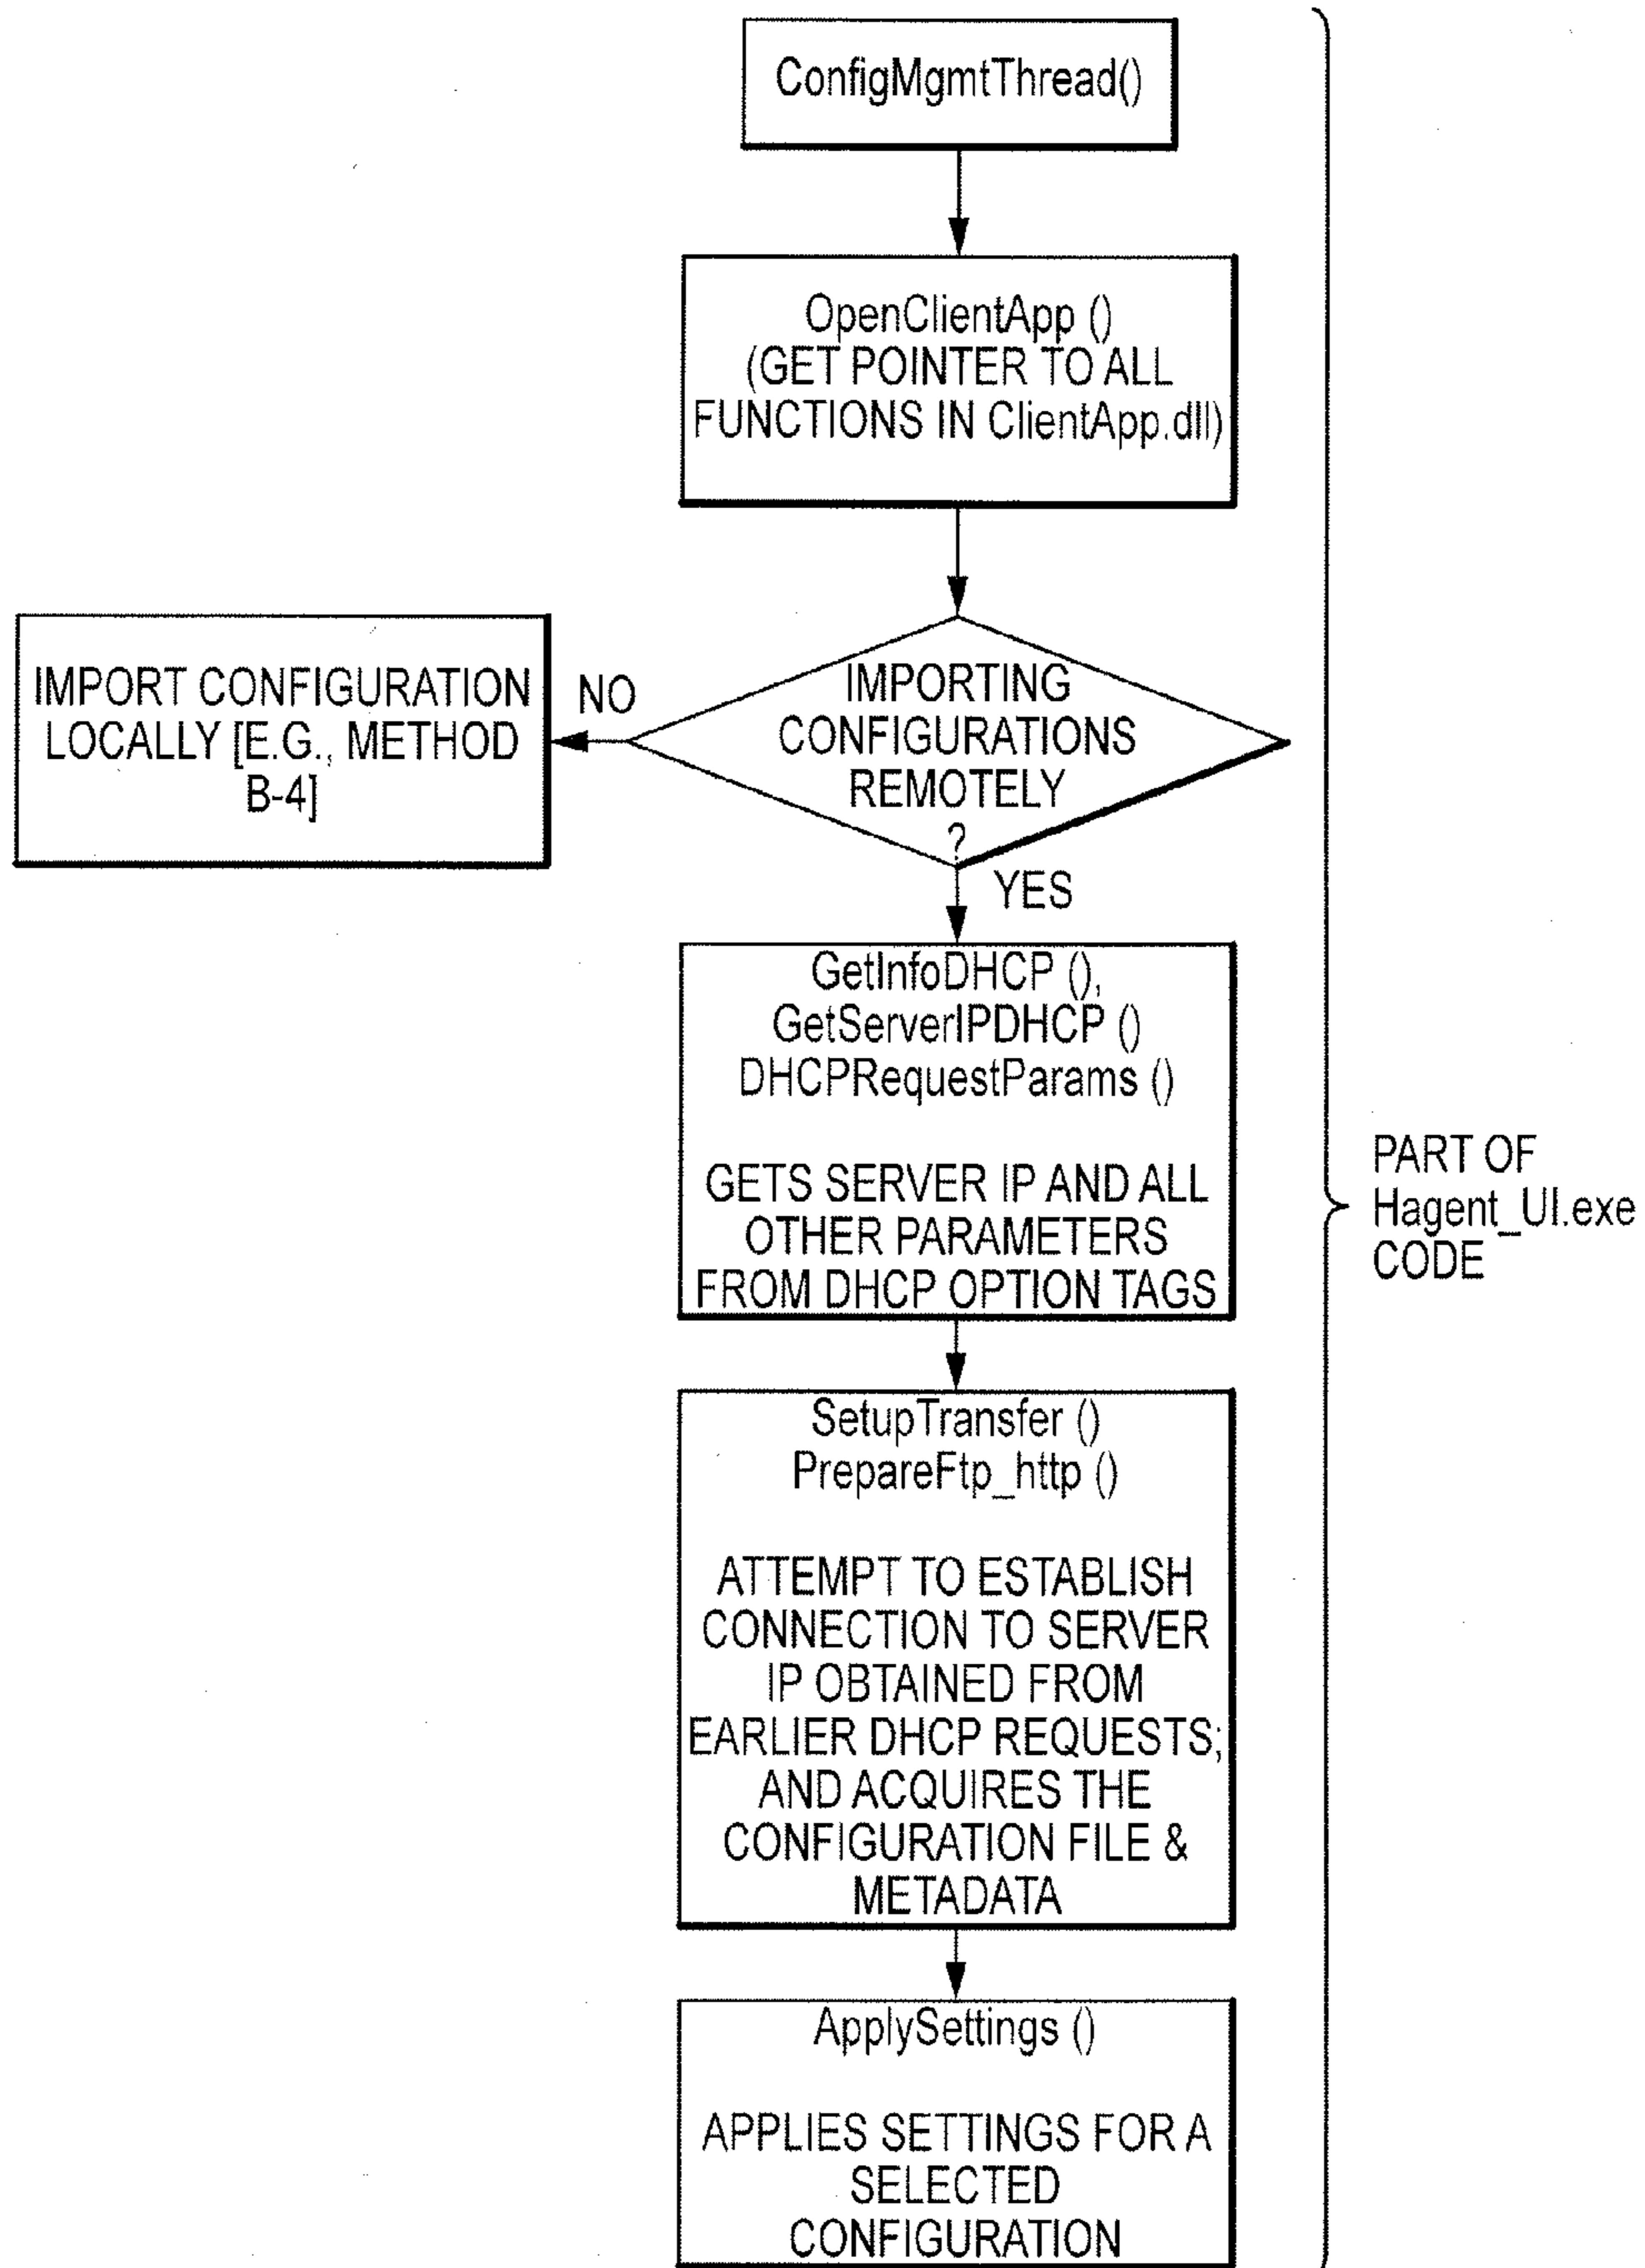 ConfigMgmtThread()
OpenClientApp ()
(GET POINTER TO ALL
FUNCTIONS IN ClientApp.dll)
IMPORTING
CONFIGURATIONS
REMOTELY
?
NO
IMPORT CONFIGURATION
LOCALLY [E.G., METHOD
B-4]
YES
GetInfoDHCP (),
GetServerIPDHCP ()
DHCPRequestParams ()
GETS SERVER IP AND ALL
OTHER PARAMETERS
FROM DHCP OPTION TAGS
PART OF
Hagent_UI.exe
CODE
SetupTransfer ()
PrepareFtp_http ()
ATTEMPT TO ESTABLISH
CONNECTION TO SERVER
IP OBTAINED FROM
EARLIER DHCP REQUESTS;
AND ACQUIRES THE
CONFIGURATION FILE &
METADATA
ApplySettings ()
APPLIES SETTINGS FOR A
SELECTED
CONFIGURATION